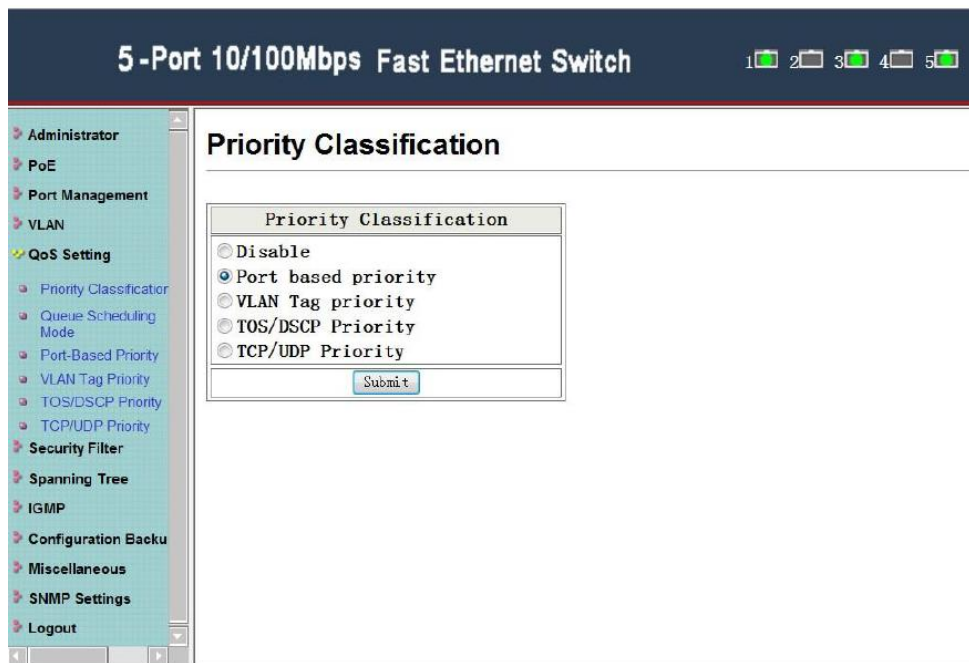 5-Port 10/100Mbps Fast Ethernet Switch
1 2 3 4 5
Administrator
PoE
Port Management
VLAN
QoS Setting
Priority Classification
Queue Scheduling
Mode
Port-Based Priority
VLAN Tag Priority
TOS/DSCP Priority
TCP/UDP Priority
Security Filter
Spanning Tree
IGMP
Configuration Backu
Miscellaneous
SNMP Settings
Logout
Priority Classification
Priority Classification
Disable
Port based priority
VLAN Tag priority
TOS/DSCP Priority
TCP/UDP Priority
Submit